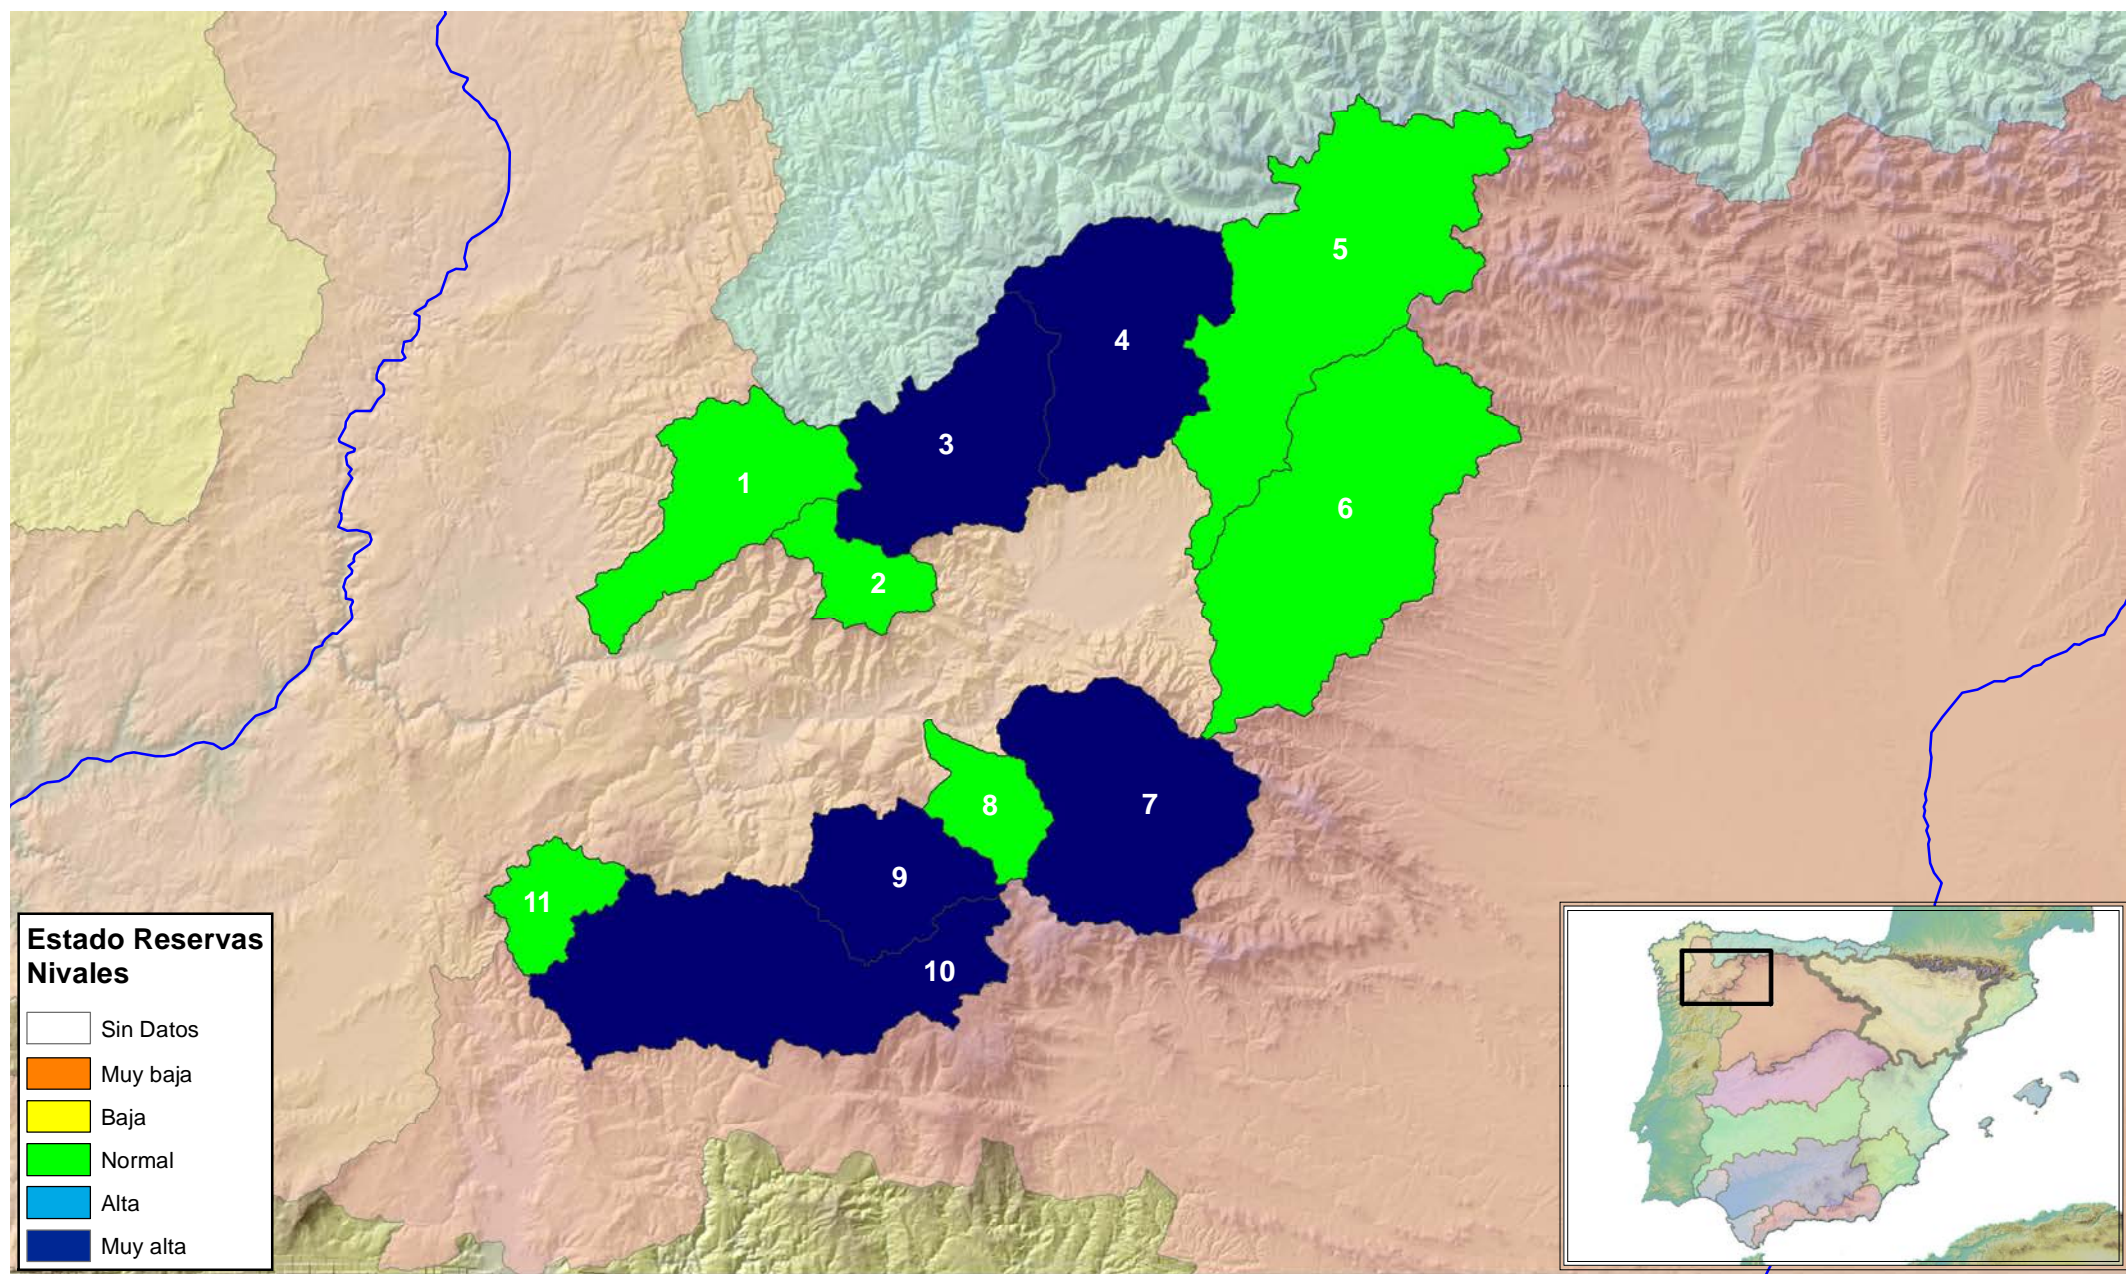 5
4
3
1
6
2
8
7
9
11
10
Estado Reservas
Nivales
Sin Datos
Muy baja
Baja
Normal
Alta
Muy alta